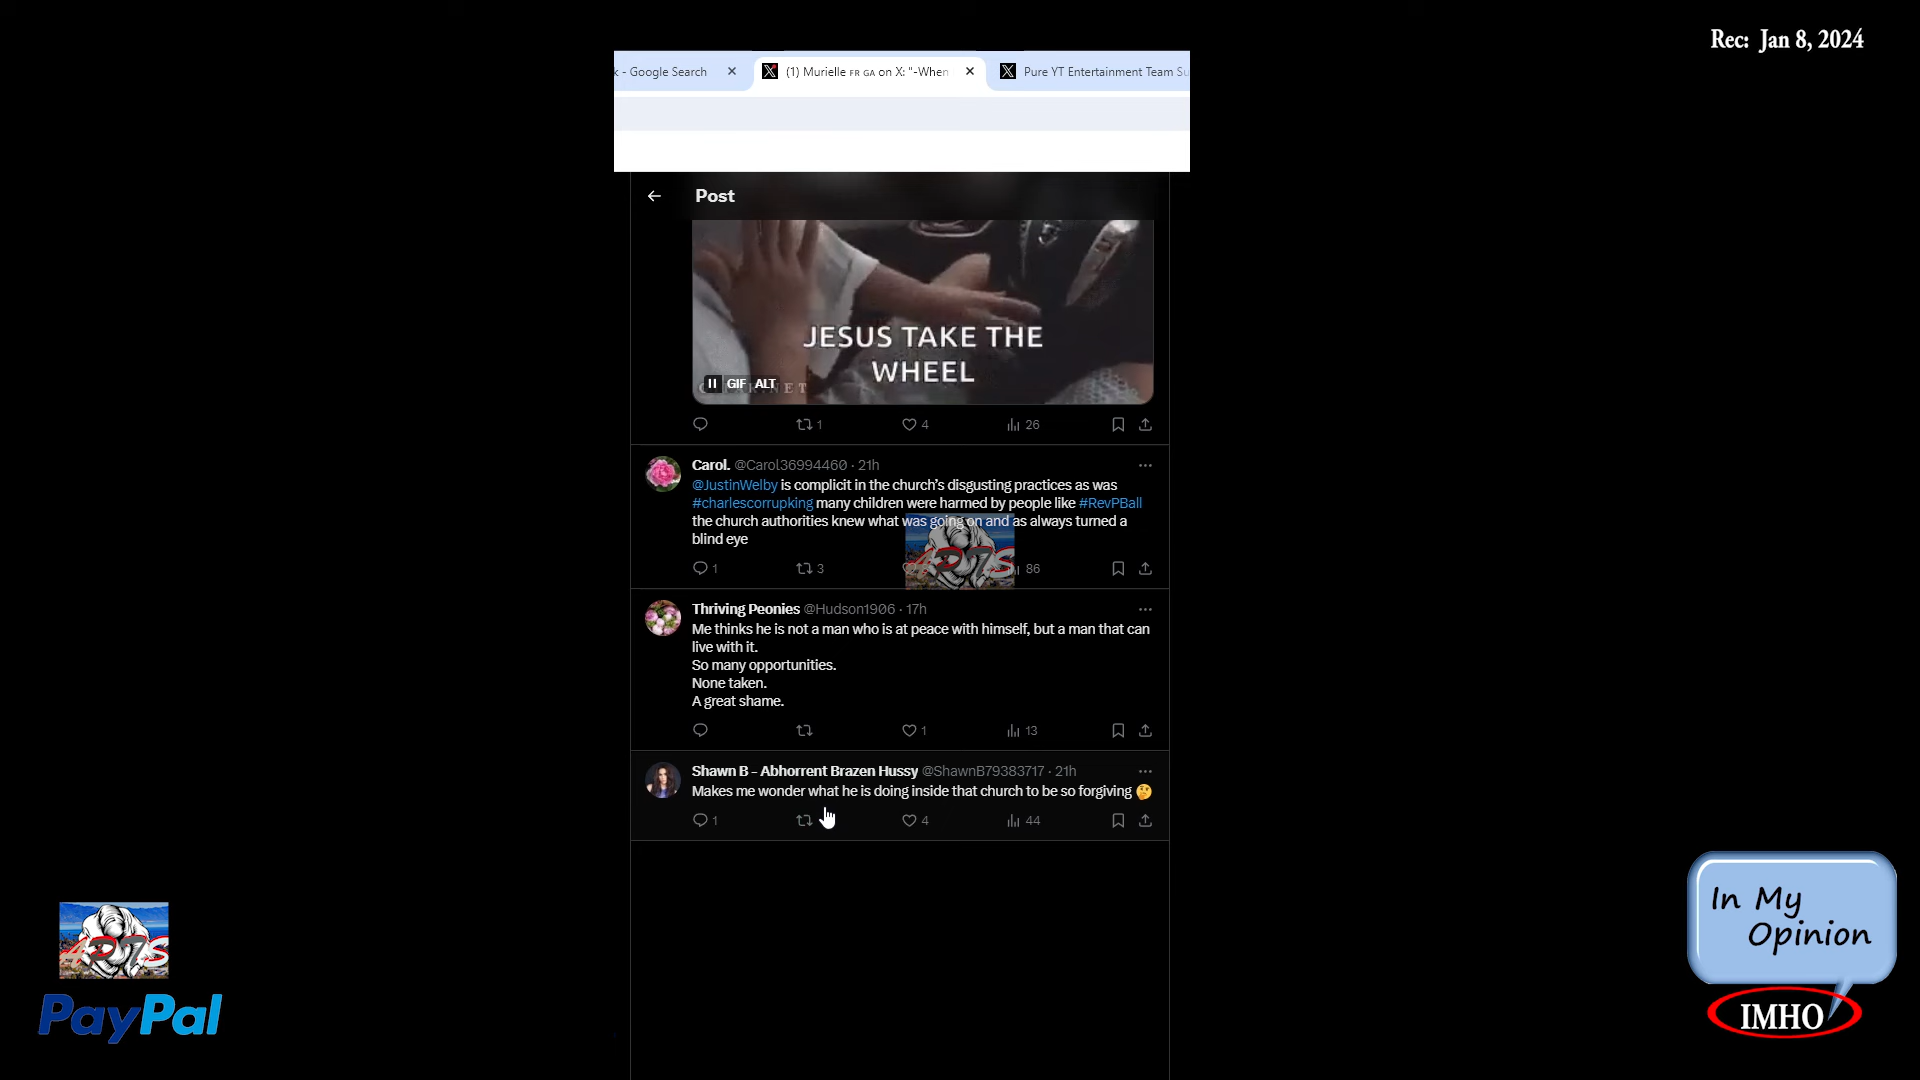 Rec: Jan 8, 2024
k - Google Search
(1) Murielle FR GA on X: "-When
Pure YT Entertainment Team Su
Post
JESUS TAKE THE
WHEEL
GIF ALT
1 4 26
Carol. @Carol36994460 · 21h
@JustinWelby is complicit in the church's disgusting practices as was
#charlescorrupking many children were harmed by people like #RevPBall
the church authorities knew what was going on and as always turned a
blind eye
1 3 86
Thriving Peonies @Hudson1906 · 17h
Me thinks he is not a man who is at peace with himself, but a man that can
live with it.
So many opportunities.
None taken.
A great shame.
1 13
Shawn B - Abhorrent Brazen Hussy @ShawnB79383717 · 21h
Makes me wonder what he is doing inside that church to be so forgiving 🤔
1 4 44
PayPal
In My
Opinion
IMHO